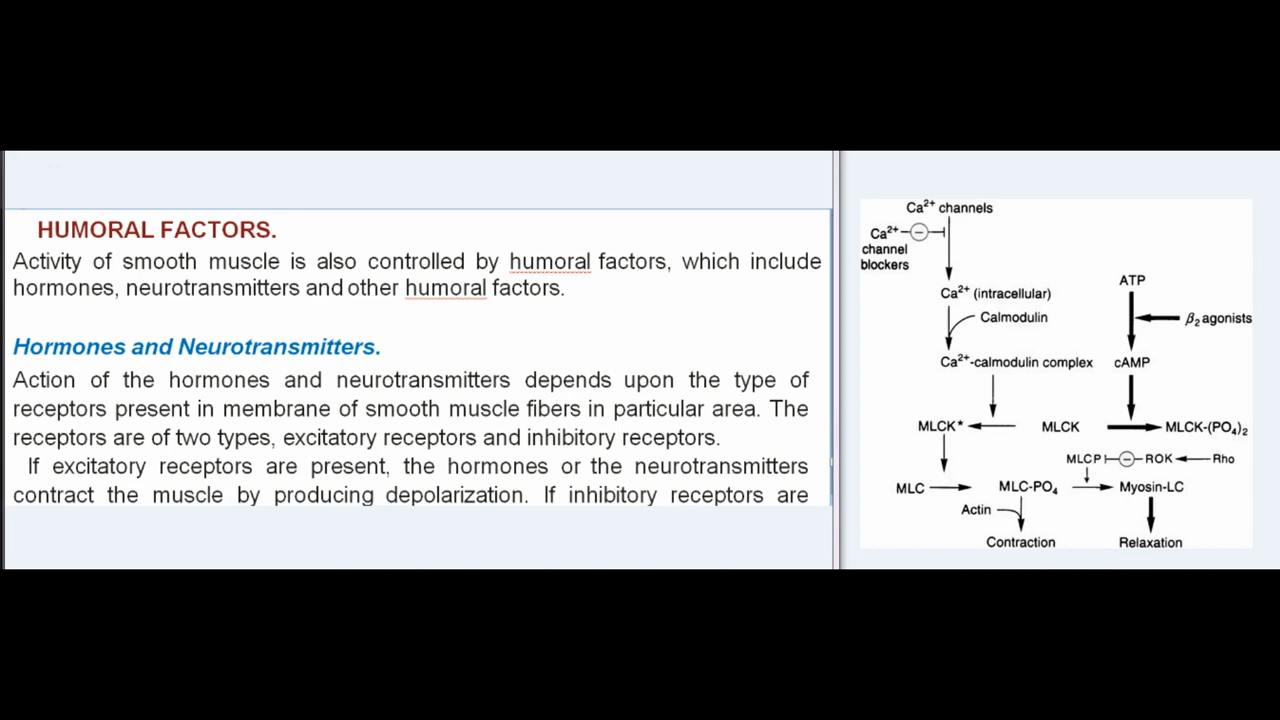 HUMORAL FACTORS.
Activity of smooth muscle is also controlled by humoral factors, which include
hormones, neurotransmitters and other humoral factors.
Hormones and Neurotransmitters.
Action of the hormones and neurotransmitters depends upon the type of
receptors present in membrane of smooth muscle fibers in particular area. The
receptors are of two types, excitatory receptors and inhibitory receptors.
If excitatory receptors are present, the hormones or the neurotransmitters
contract the muscle by producing depolarization. If inhibitory receptors are
Ca²⁺ channels
Ca²⁺
channel
blockers
ATP
Ca²⁺ (intracellular)
Calmodulin
β₂ agonists
Ca²⁺-calmodulin complex
cAMP
MLCK*
MLCK
MLCK-(PO₄)₂
MLCP
ROK
Rho
MLC
MLC-PO₄
Myosin-LC
Actin
Contraction
Relaxation